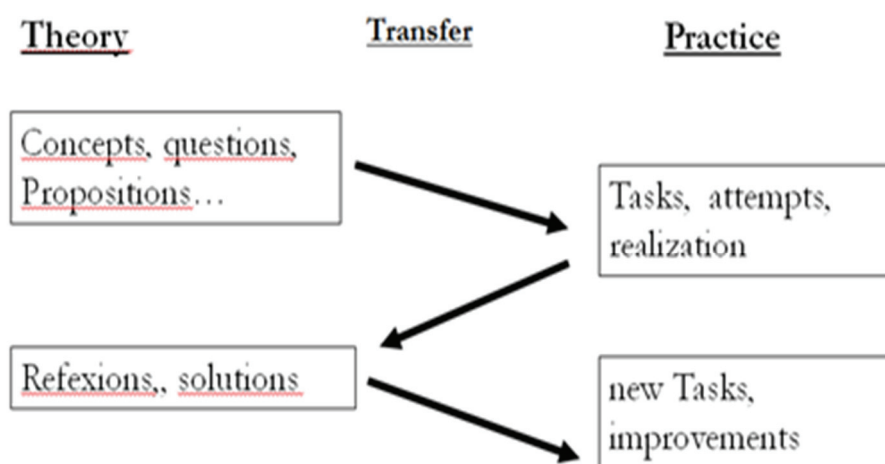 Theory Transfer Practice
Concepts, questions,
Propositions...
Tasks, attempts,
realization
Refexions,, solutions
new Tasks,
improvements